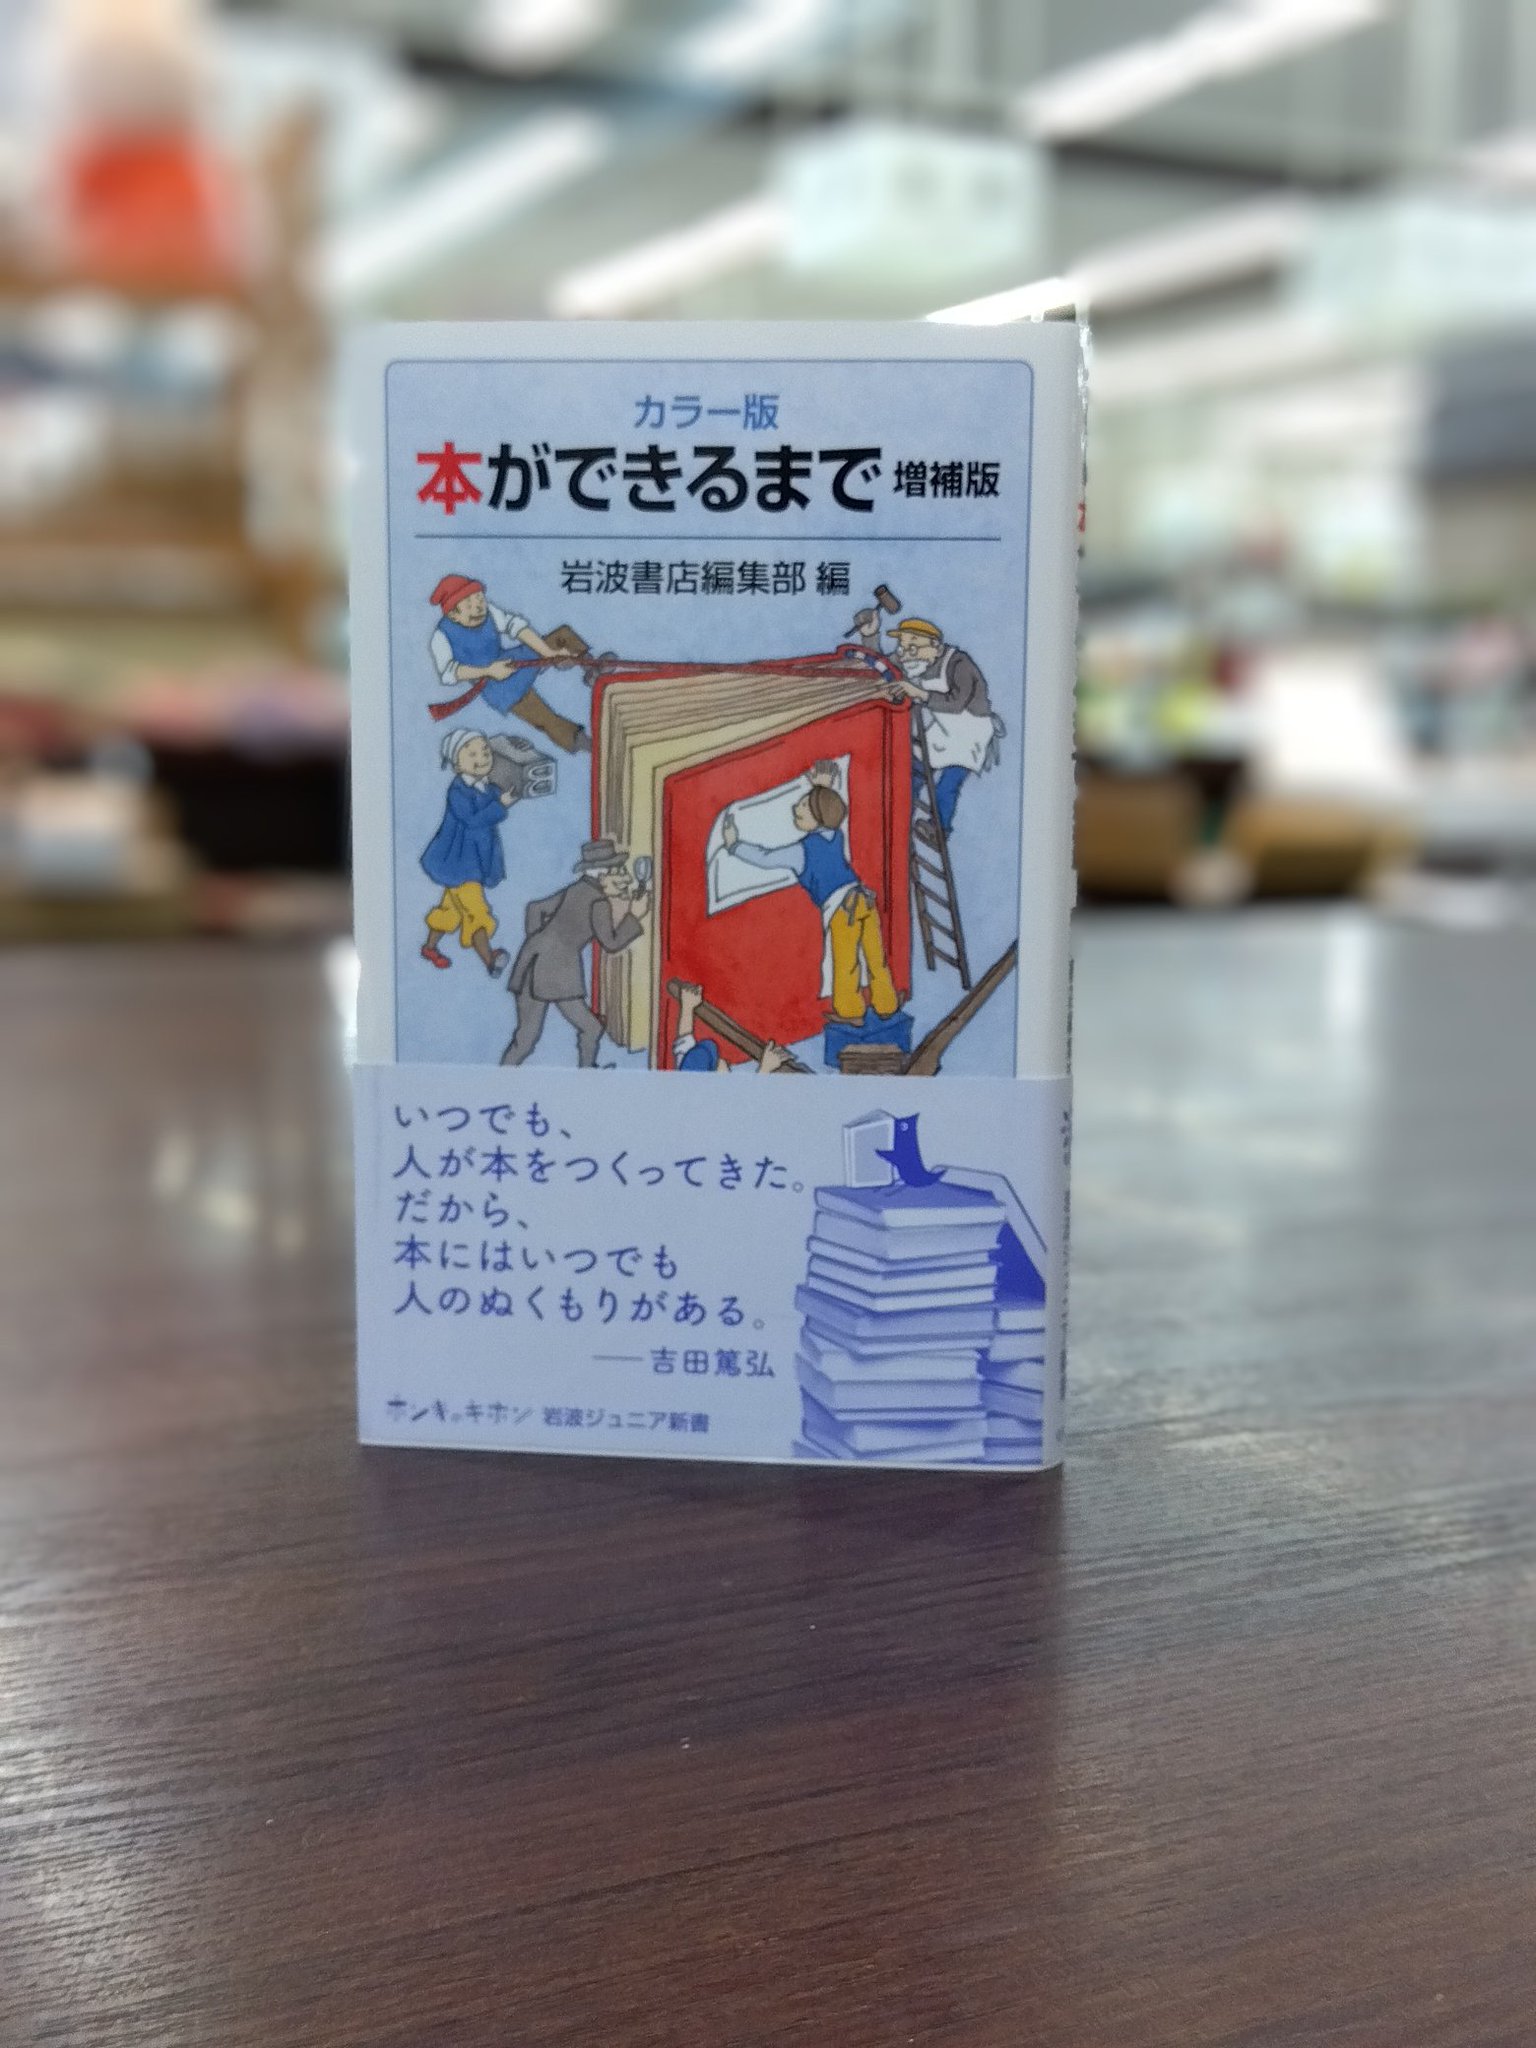 カラー版
本ができるまで 増補版
岩波書店編集部 編
いつでも、
人が本をつくってきた。
だから、
本にはいつでも
人のぬくもりがある。
──吉田篤弘
ホンキ。キホン 岩波ジュニア新書